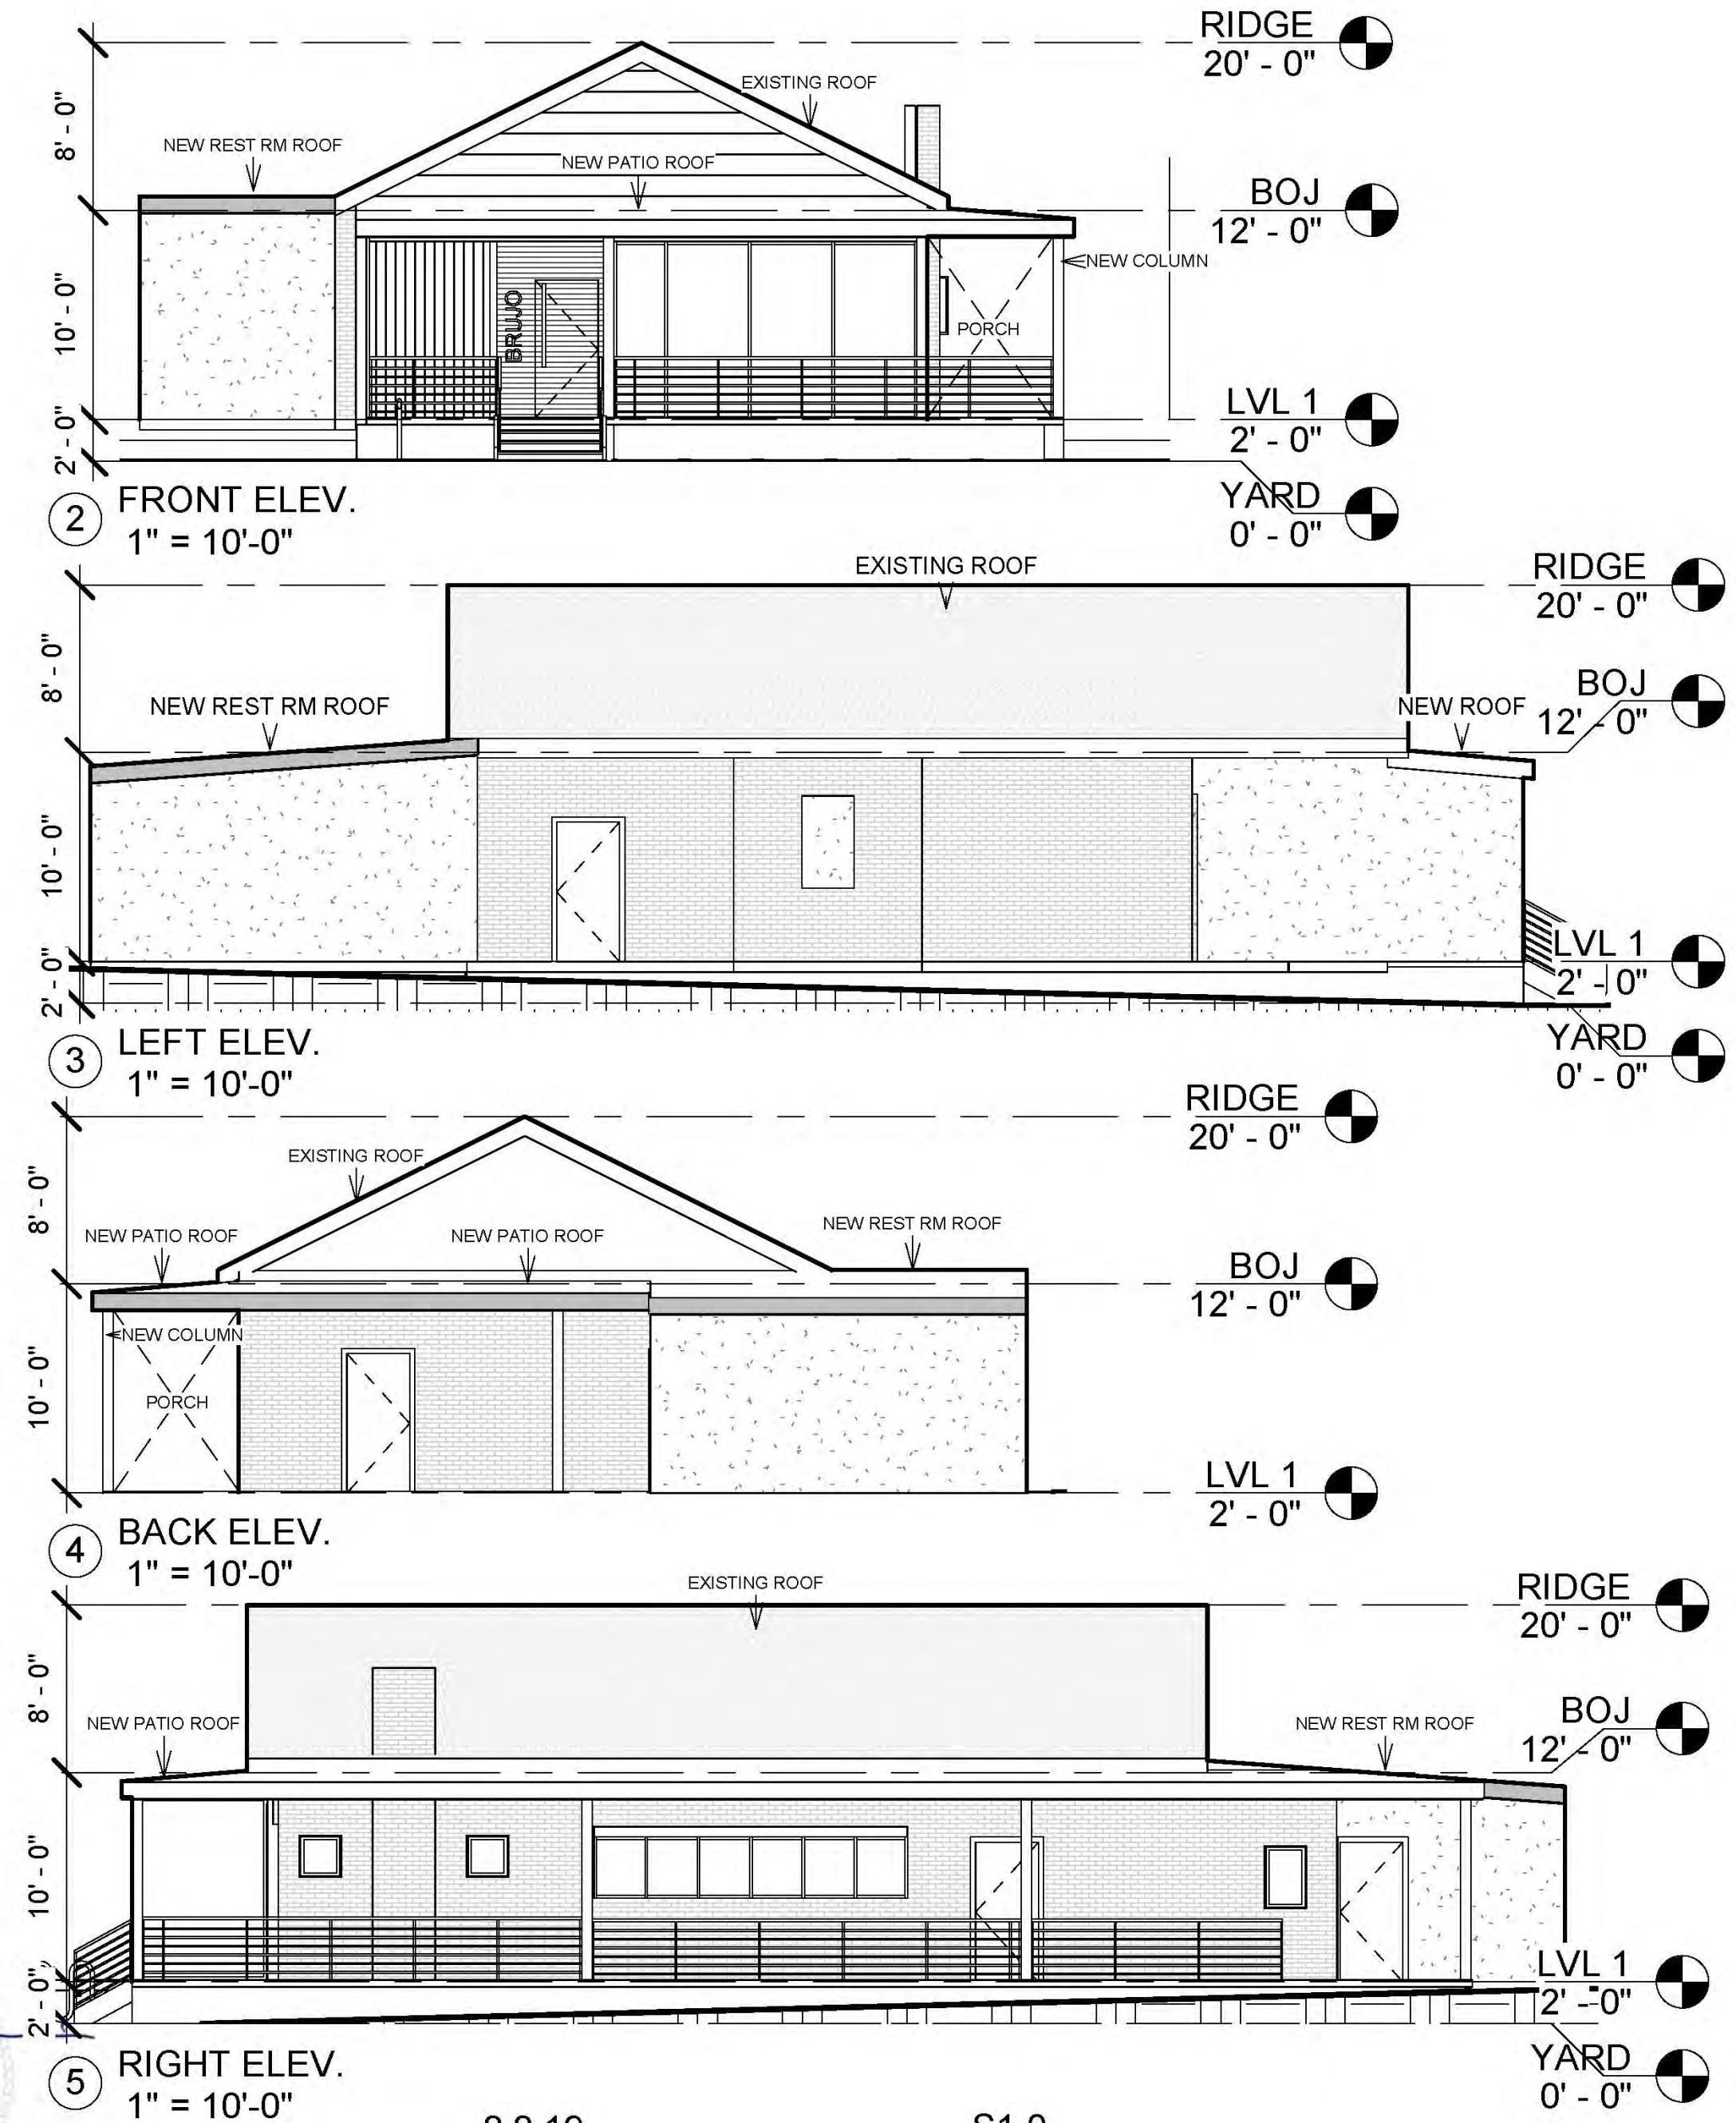 RIDGE
20' - 0"
EXISTING ROOF
8' - 0"
NEW REST RM ROOF
NEW PATIO ROOF
BOJ
12' - 0"
NEW COLUMN
10' - 0"
BRUJO
PORCH
LVL 1
2' - 0"
2' - 0"
YARD
0' - 0"
2
FRONT ELEV.
1" = 10'-0"
EXISTING ROOF
RIDGE
20' - 0"
8' - 0"
NEW REST RM ROOF
NEW ROOF
BOJ
12' - 0"
10' - 0"
LVL 1
2' - 0"
2' - 0"
YARD
0' - 0"
3
LEFT ELEV.
1" = 10'-0"
RIDGE
20' - 0"
EXISTING ROOF
8' - 0"
NEW PATIO ROOF
NEW PATIO ROOF
NEW REST RM ROOF
BOJ
12' - 0"
NEW COLUMN
10' - 0"
PORCH
LVL 1
2' - 0"
4
BACK ELEV.
1" = 10'-0"
EXISTING ROOF
RIDGE
20' - 0"
8' - 0"
NEW PATIO ROOF
NEW REST RM ROOF
BOJ
12' - 0"
10' - 0"
LVL 1
2' - 0"
2' - 0"
YARD
0' - 0"
5
RIGHT ELEV.
1" = 10'-0"